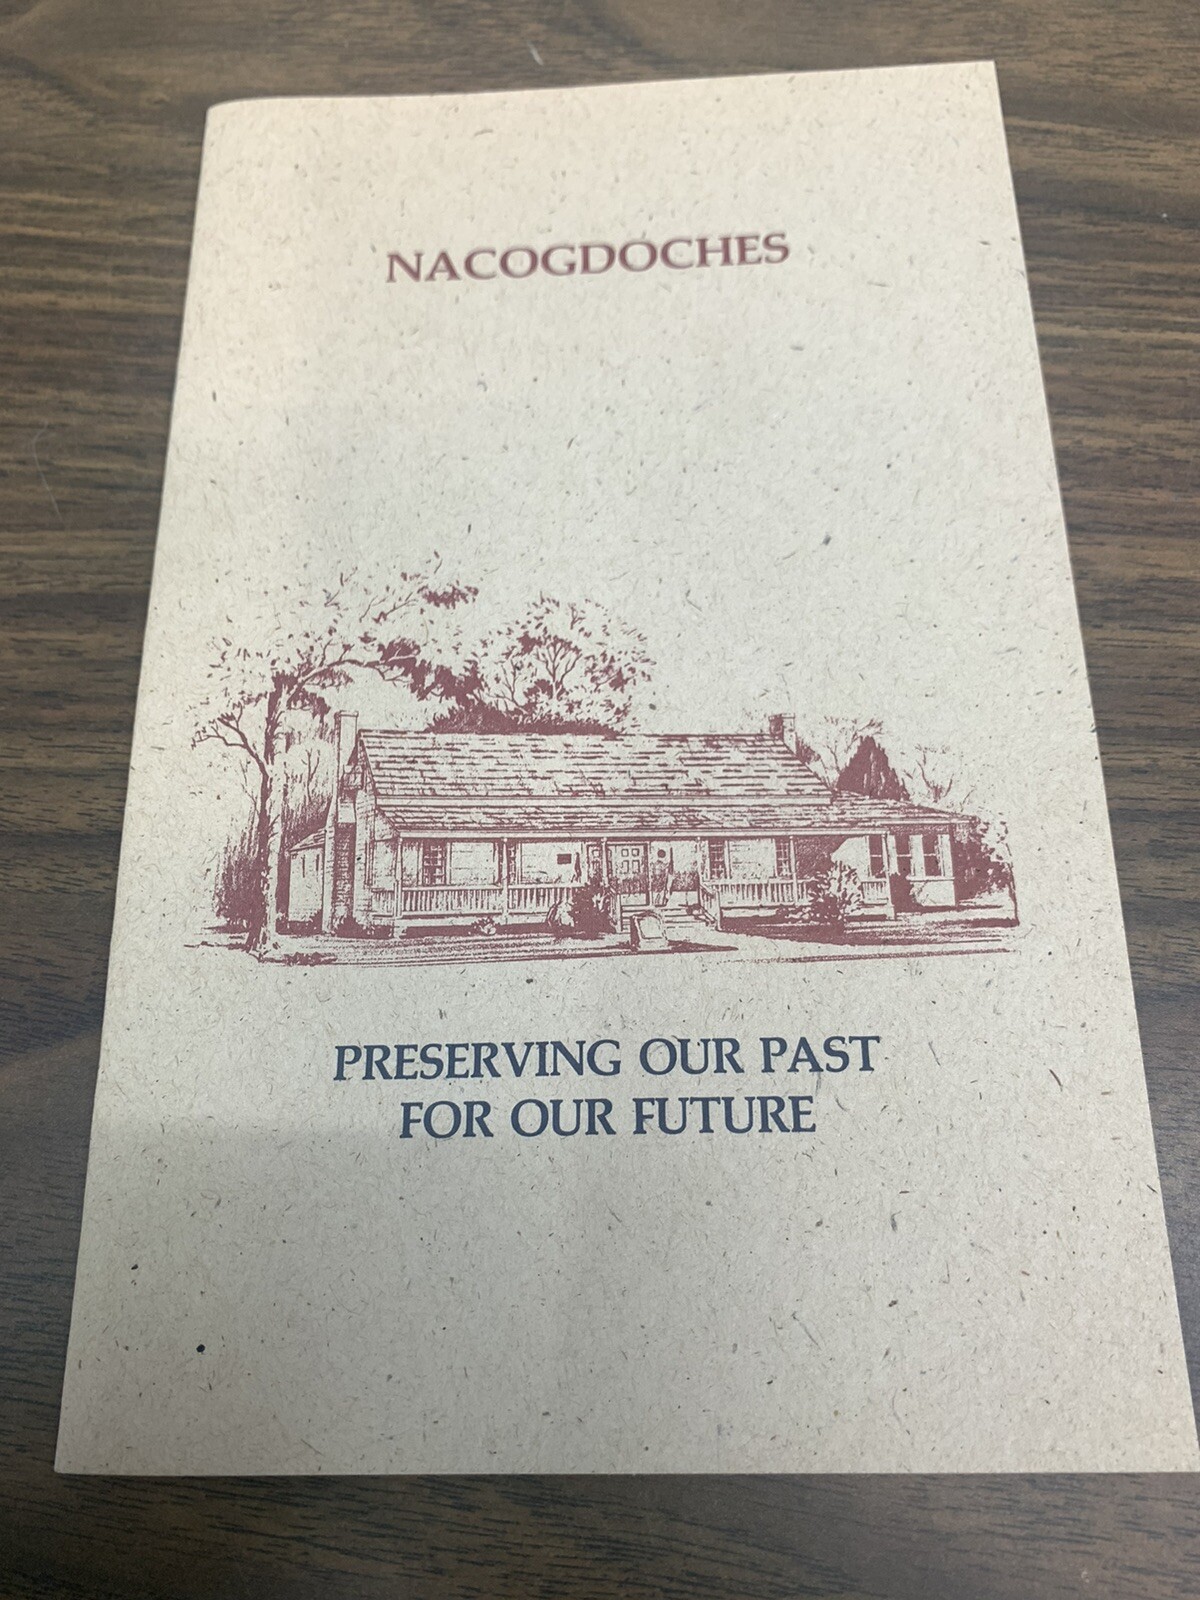 NACOGDOCHES
PRESERVING OUR PAST
FOR OUR FUTURE